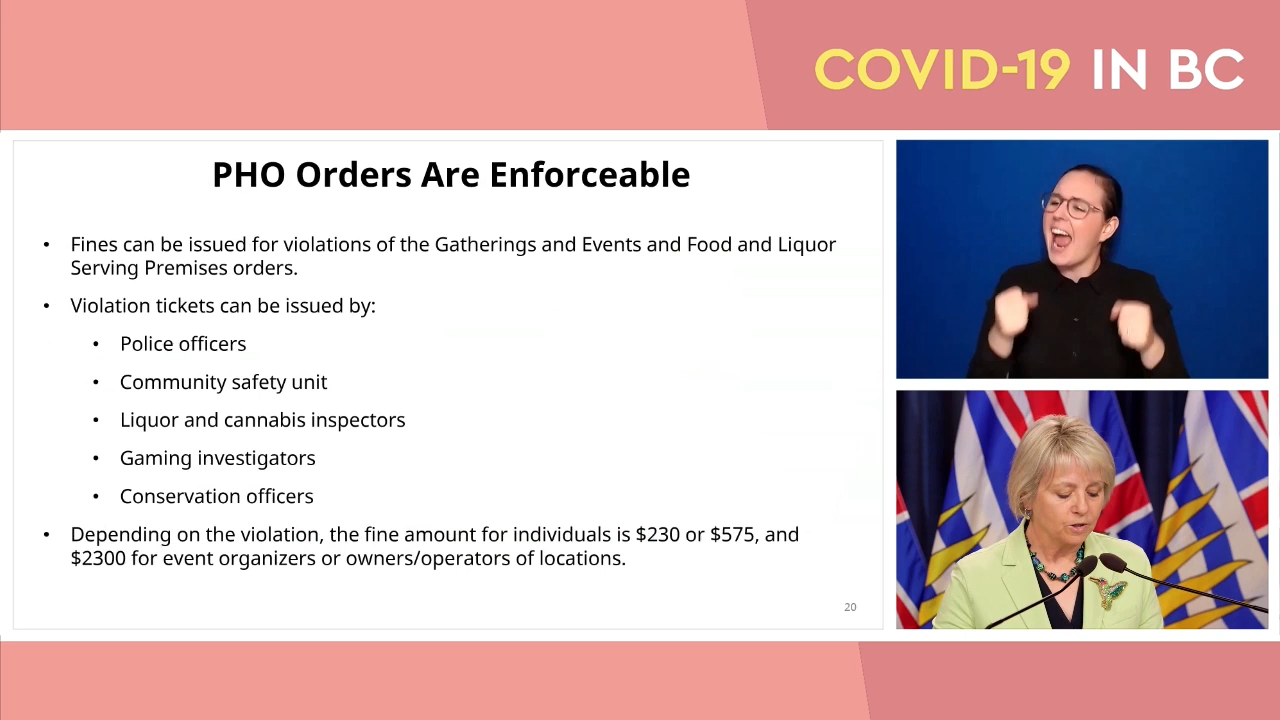 COVID-19 IN BC
PHO Orders Are Enforceable
• Fines can be issued for violations of the Gatherings and Events and Food and Liquor
Serving Premises orders.
• Violation tickets can be issued by:
• Police officers
• Community safety unit
• Liquor and cannabis inspectors
• Gaming investigators
• Conservation officers
• Depending on the violation, the fine amount for individuals is $230 or $575, and
$2300 for event organizers or owners/operators of locations.
20